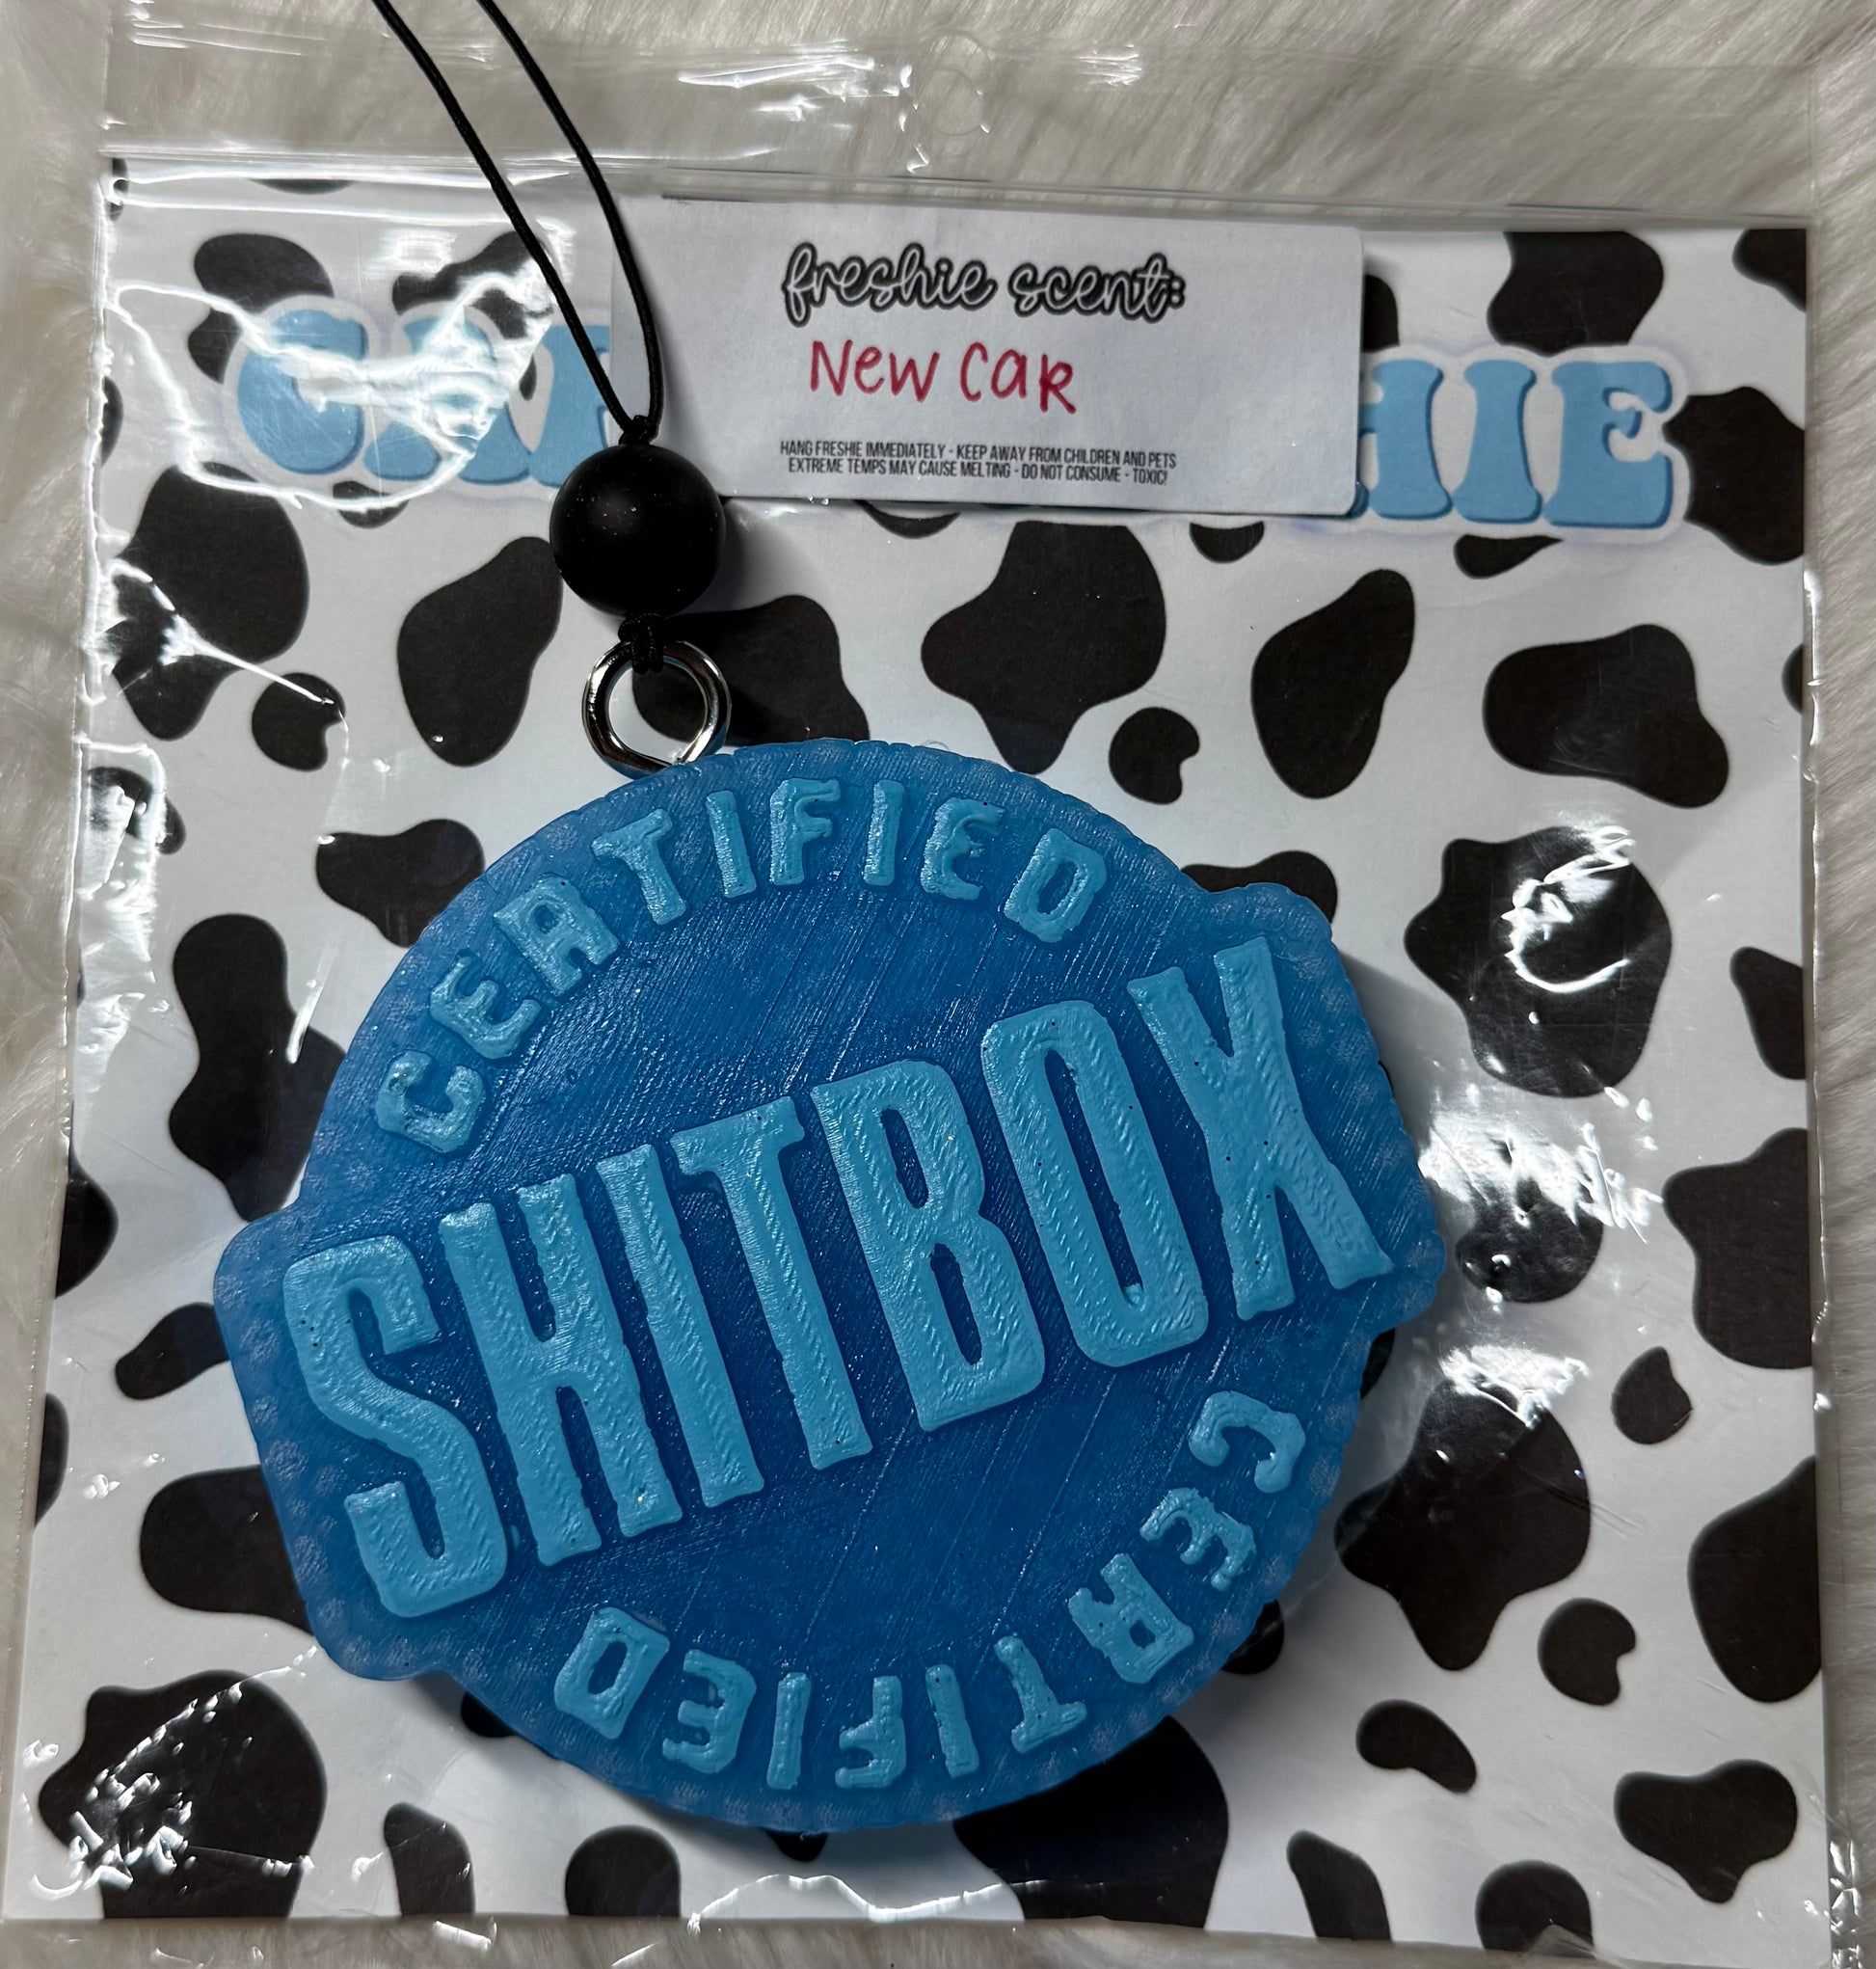 freshie scent:
New Car
HANG FRESHIE IMMEDIATELY - KEEP AWAY FROM CHILDREN AND PETS
EXTREME TEMPS MAY CAUSE MELTING - DO NOT CONSUME - TOXIC!
CERTIFIED
SHITBOX
CERTIFIED